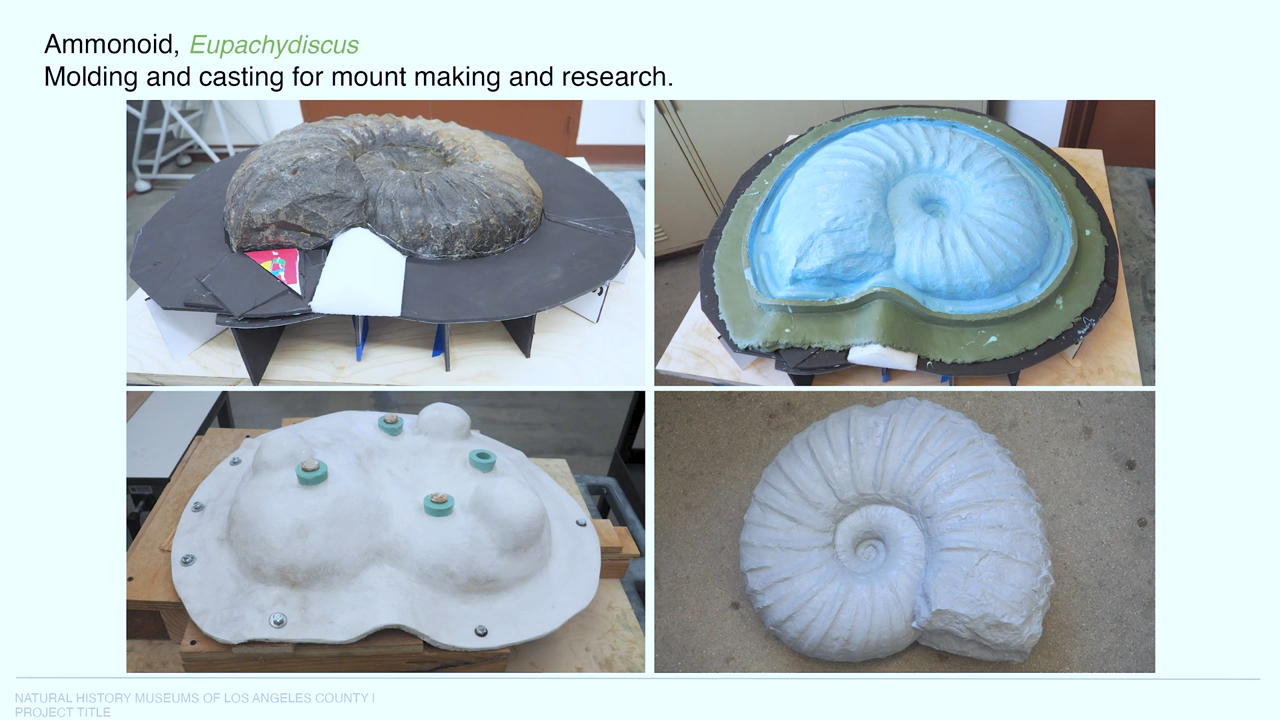 Ammonoid, Eupachydiscus
Molding and casting for mount making and research.
NATURAL HISTORY MUSEUMS OF LOS ANGELES COUNTY |
PROJECT TITLE